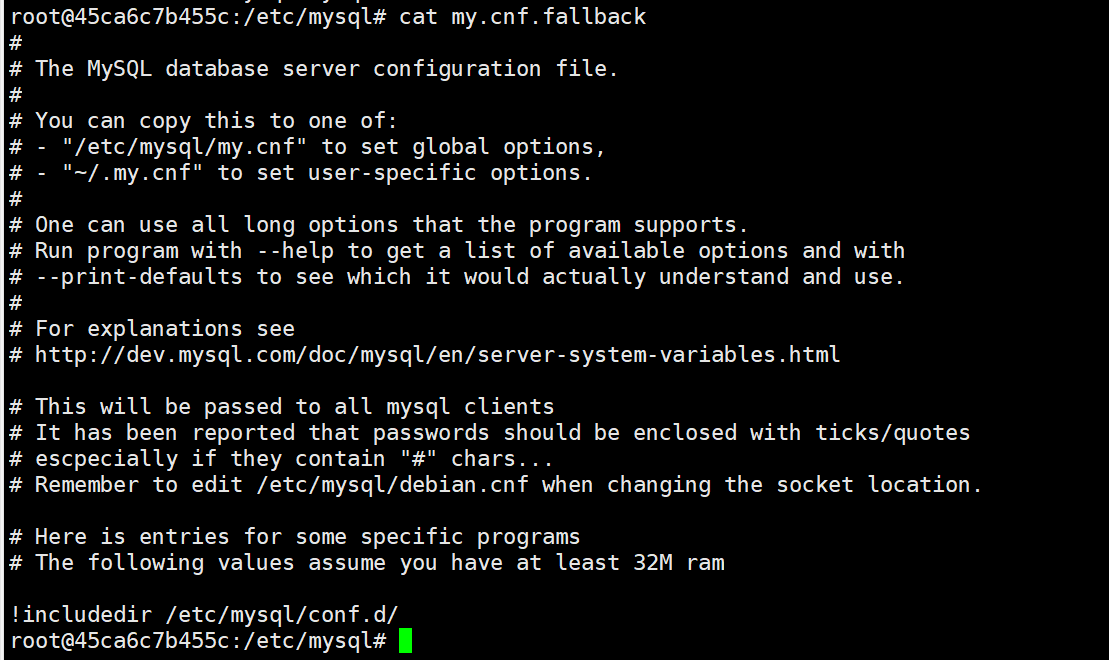 root@45ca6c7b455c:/etc/mysql# cat my.cnf.fallback
#
# The MySQL database server configuration file.
#
# You can copy this to one of:
# - "/etc/mysql/my.cnf" to set global options,
# - "~/.my.cnf" to set user-specific options.
#
# One can use all long options that the program supports.
# Run program with --help to get a list of available options and with
# --print-defaults to see which it would actually understand and use.
#
# For explanations see
# http://dev.mysql.com/doc/mysql/en/server-system-variables.html
# This will be passed to all mysql clients
# It has been reported that passwords should be enclosed with ticks/quotes
# escpecially if they contain "#" chars...
# Remember to edit /etc/mysql/debian.cnf when changing the socket location.
# Here is entries for some specific programs
# The following values assume you have at least 32M ram
!includedir /etc/mysql/conf.d/
root@45ca6c7b455c:/etc/mysql#